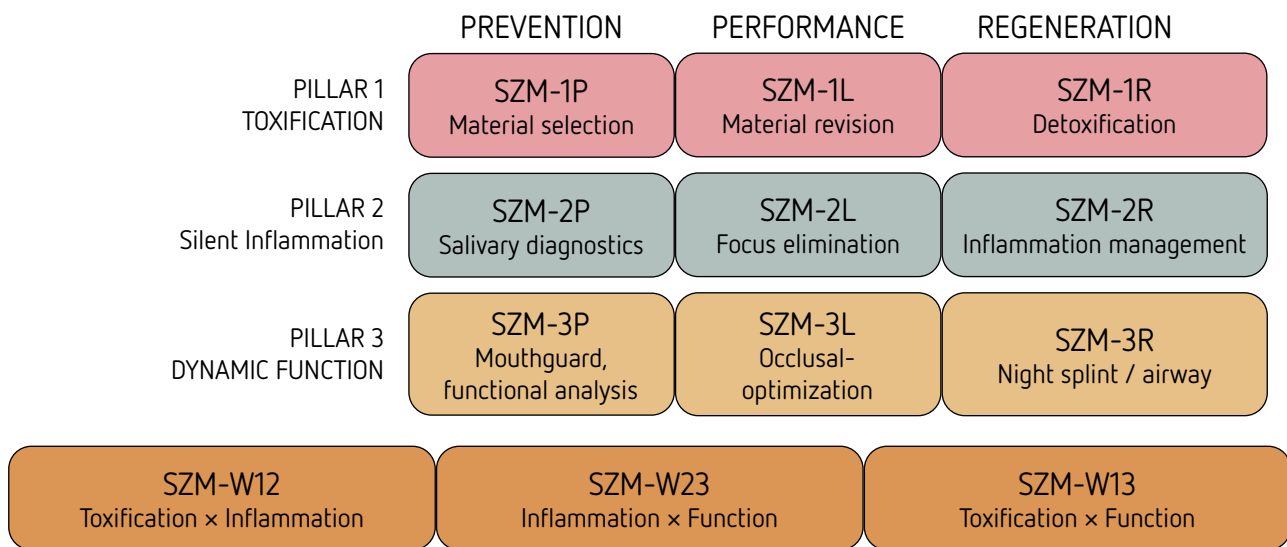 PREVENTION PERFORMANCE REGENERATION
PILLAR 1
TOXIFICATION
SZM-1P
Material selection
SZM-1L
Material revision
SZM-1R
Detoxification
PILLAR 2
Silent Inflammation
SZM-2P
Salivary diagnostics
SZM-2L
Focus elimination
SZM-2R
Inflammation management
PILLAR 3
DYNAMIC FUNCTION
SZM-3P
Mouthguard,
functional analysis
SZM-3L
Occlusal-
optimization
SZM-3R
Night splint / airway
SZM-W12
Toxification × Inflammation
SZM-W23
Inflammation × Function
SZM-W13
Toxification × Function